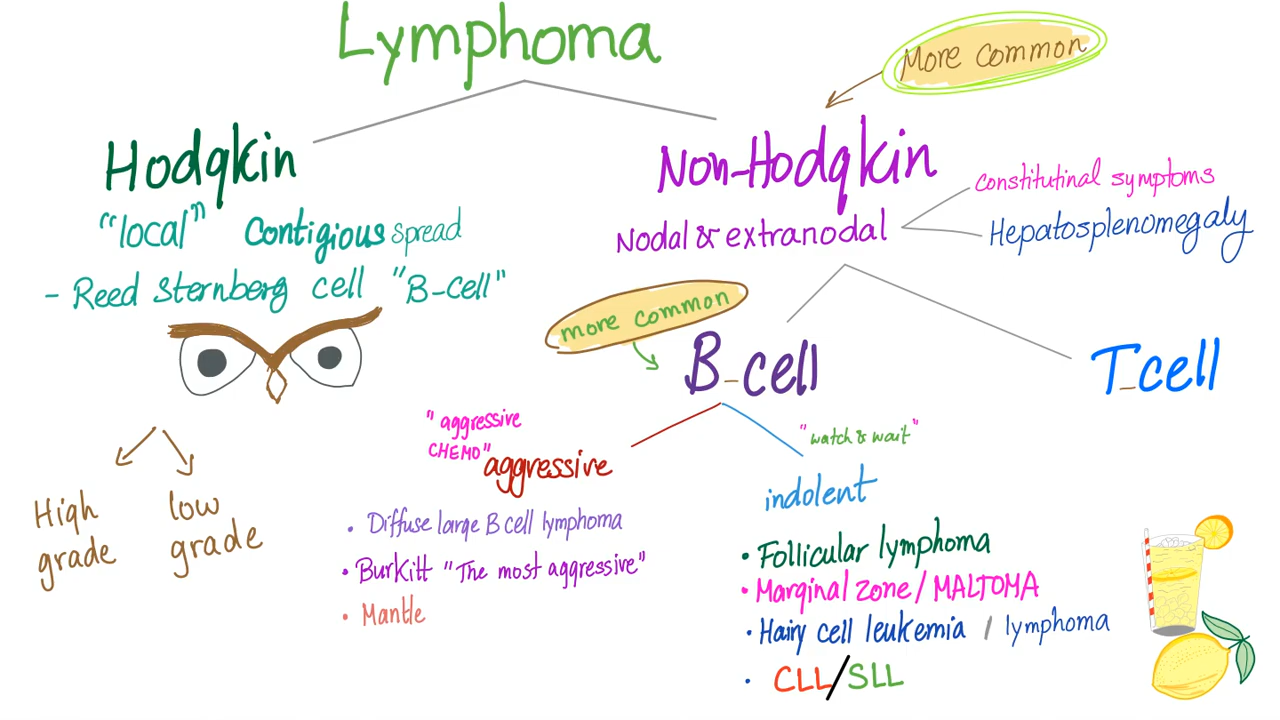 Lymphoma
More common
Hodgkin
"local" Contigious spread
- Reed Sternberg cell "B-cell"
High grade
low grade
Non-Hodgkin
Nodal & extranodal
Constitutinal symptoms
Hepatosplenomegaly
more common
B-cell
T-cell
"aggressive
CHEMO"
aggressive
• Diffuse large B cell lymphoma
• Burkitt "The most aggressive"
• Mantle
"watch & wait"
indolent
• Follicular lymphoma
• Marginal zone / MALTOMA
• Hairy cell leukemia / lymphoma
• CLL/SLL